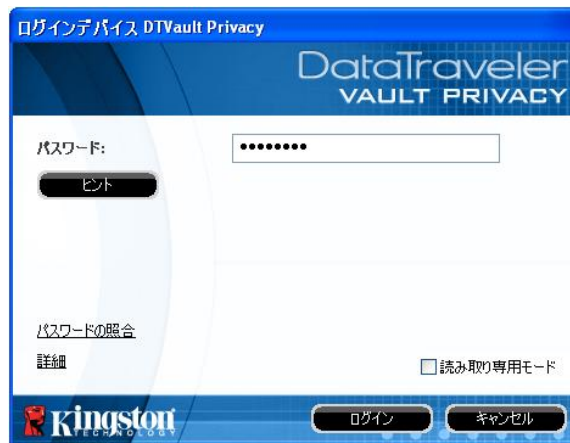 ログインデバイス DTVault Privacy
DataTraveler
VAULT PRIVACY
パスワード:
••••••••
ヒント
パスワードの照合
詳細
読み取り専用モード
Kingston
TECHNOLOGY
ログイン
キャンセル